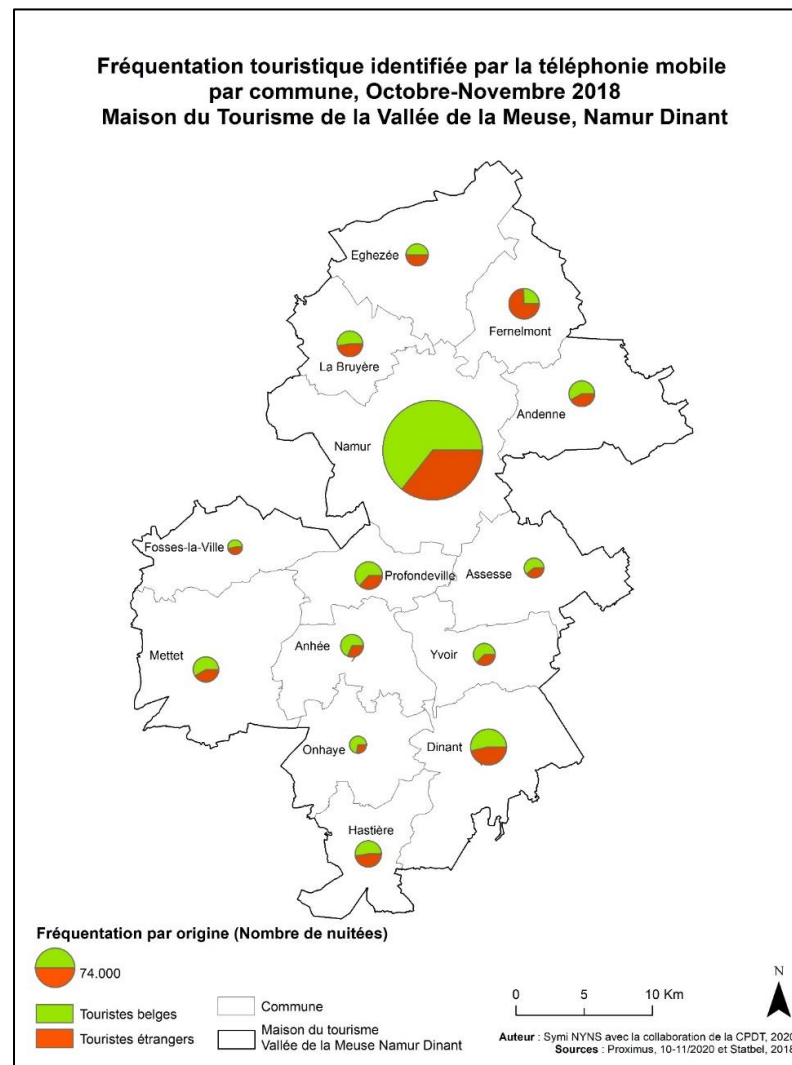 Fréquentation touristique identifiée par la téléphonie mobile
par commune, Octobre-Novembre 2018
Maison du Tourisme de la Vallée de la Meuse, Namur Dinant
Eghezée
Fernelmont
La Bruyère
Andenne
Namur
Fosses-la-Ville
Profondeville
Assesse
Mettet
Anhée
Yvoir
Onhaye
Dinant
Hastière
Fréquentation par origine (Nombre de nuitées)
74.000
Touristes belges
Touristes étrangers
Commune
Maison du tourisme
Vallée de la Meuse Namur Dinant
0 5 10 Km
N
Auteur : Symi NYNS avec la collaboration de la CPDT, 2020
Sources : Proximus, 10-11/2020 et Statbel, 2018